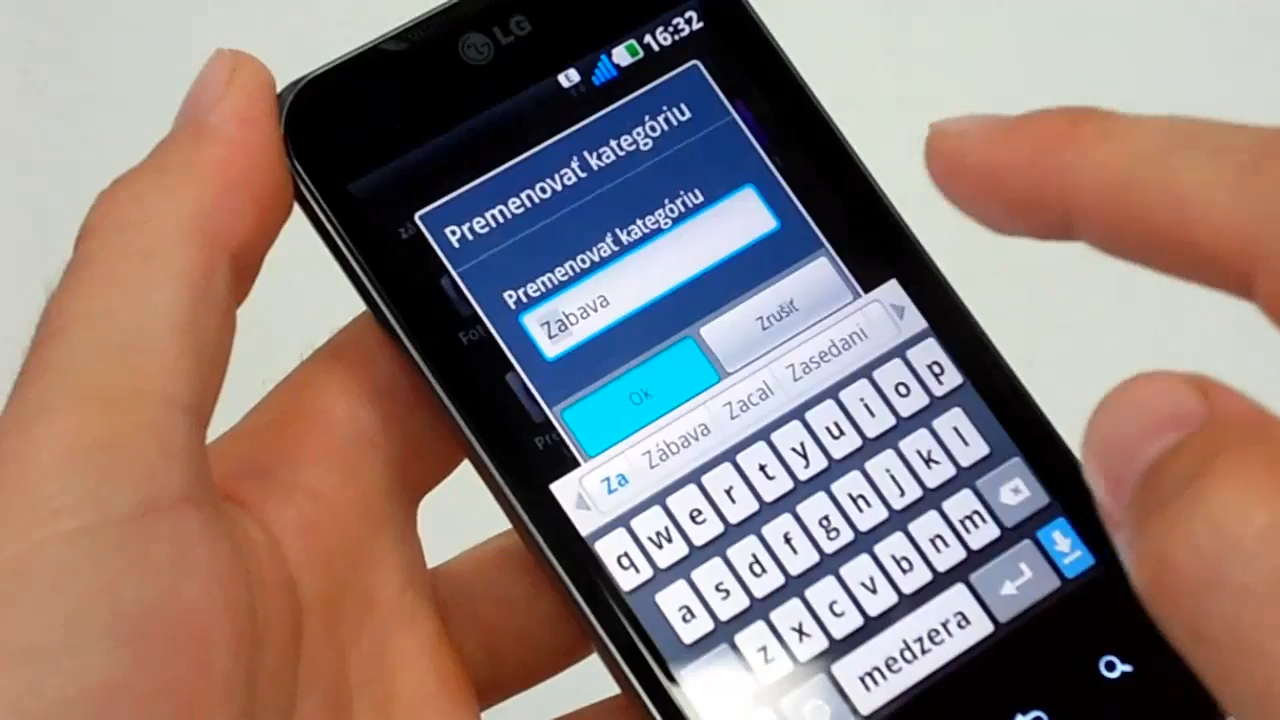 LG
16:32
Premenovať kategóriu
Premenovať kategóriu
Zabava
Ok
Zrušiť
Za Zábava Zacal Zasedani
q w e r t y u i o p
a s d f g h j k l
z x c v b n m
medzera